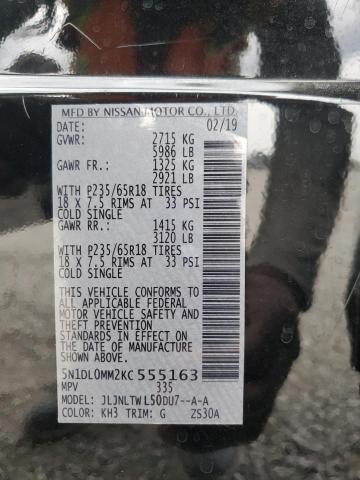 MFD BY NISSAN MOTOR CO., LTD.
DATE: 02/19
GVWR: 2715 KG
5986 LB
GAWR FR.: 1325 KG
2921 LB
WITH P235/65R18 TIRES
18 X 7.5 RIMS AT 33 PSI
COLD SINGLE
GAWR RR.: 1415 KG
3120 LB
WITH P235/65R18 TIRES
18 X 7.5 RIMS AT 33 PSI
COLD SINGLE
THIS VEHICLE CONFORMS TO
ALL APPLICABLE FEDERAL
MOTOR VEHICLE SAFETY
AND THEFT PREVENTION
STANDARDS IN EFFECT ON
THE DATE OF MANUFACTURE
SHOWN ABOVE.
5N1DL0MM2KC 555163
MPV 335
MODEL: JLJNLTWL50DU7--A-A
COLOR: KH3 TRIM: G ZS30A